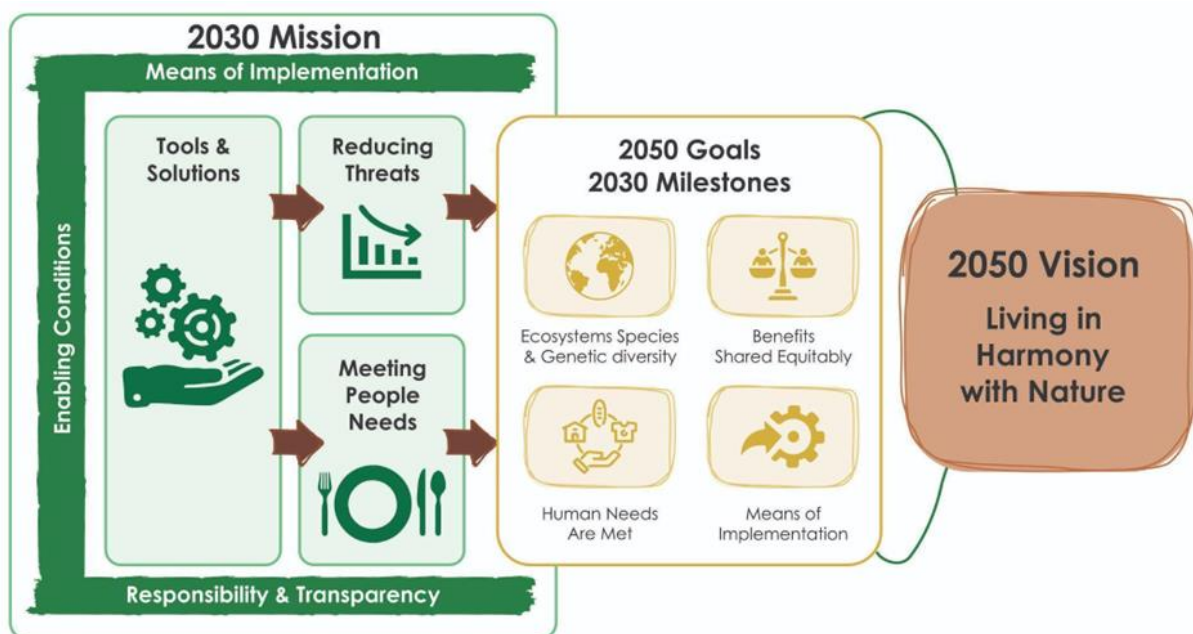 2030 Mission
Means of Implementation
Enabling Conditions
Tools &
Solutions
Reducing
Threats
Meeting
People
Needs
Responsibility & Transparency
2050 Goals
2030 Milestones
Ecosystems Species
& Genetic diversity
Benefits
Shared Equitably
Human Needs
Are Met
Means of
Implementation
2050 Vision
Living in
Harmony
with Nature